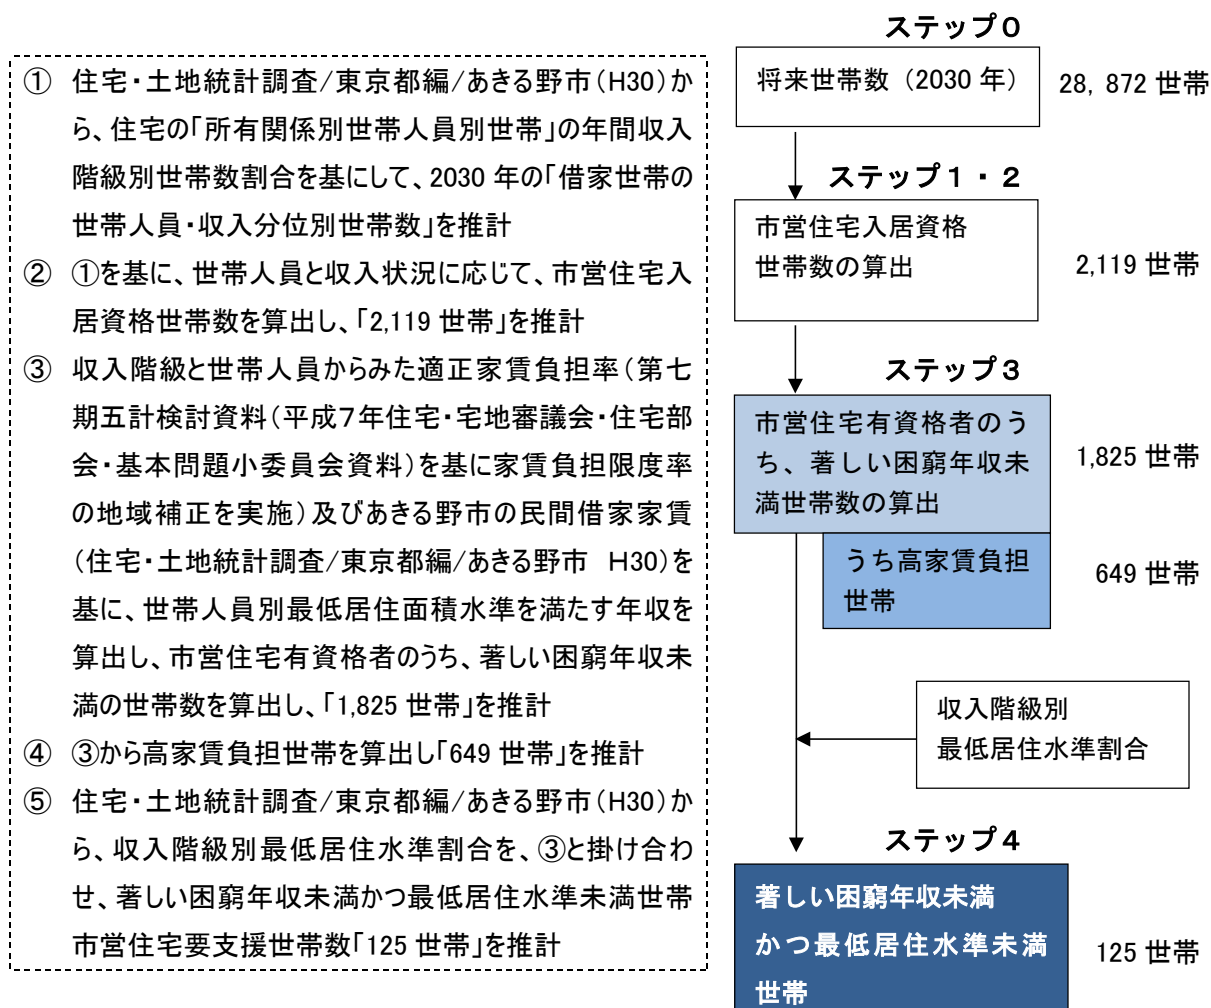 ① 住宅・土地統計調査/東京都編/あきる野市（H30）か
ら、住宅の「所有関係別世帯人員別世帯」の年間収入
階級別世帯数割合を基にして、2030 年の「借家世帯の
世帯人員・収入分位別世帯数」を推計
② ①を基に、世帯人員と収入状況に応じて、市営住宅入
居資格世帯数を算出し、「2,119 世帯」を推計
③ 収入階級と世帯人員からみた適正家賃負担率（第七
期五計検討資料（平成７年住宅・宅地審議会・住宅部
会・基本問題小委員会資料）を基に家賃負担限度率
の地域補正を実施）及びあきる野市の民間借家家賃
（住宅・土地統計調査/東京都編/あきる野市　H30）を
基に、世帯人員別最低居住面積水準を満たす年収を
算出し、市営住宅有資格者のうち、著しい困窮年収未
満の世帯数を算出し、「1,825 世帯」を推計
④ ③から高家賃負担世帯を算出し「649 世帯」を推計
⑤ 住宅・土地統計調査/東京都編/あきる野市（H30）か
ら、収入階級別最低居住水準割合を、③と掛け合わ
せ、著しい困窮年収未満かつ最低居住水準未満世帯
市営住宅要支援世帯数「125 世帯」を推計
ステップ０
将来世帯数（2030 年）
28, 872 世帯
ステップ１・２
市営住宅入居資格
世帯数の算出
2,119 世帯
ステップ３
市営住宅有資格者のう
ち、著しい困窮年収未
満世帯数の算出
1,825 世帯
うち高家賃負担
世帯
649 世帯
収入階級別
最低居住水準割合
ステップ４
著しい困窮年収未満
かつ最低居住水準未満
世帯
125 世帯